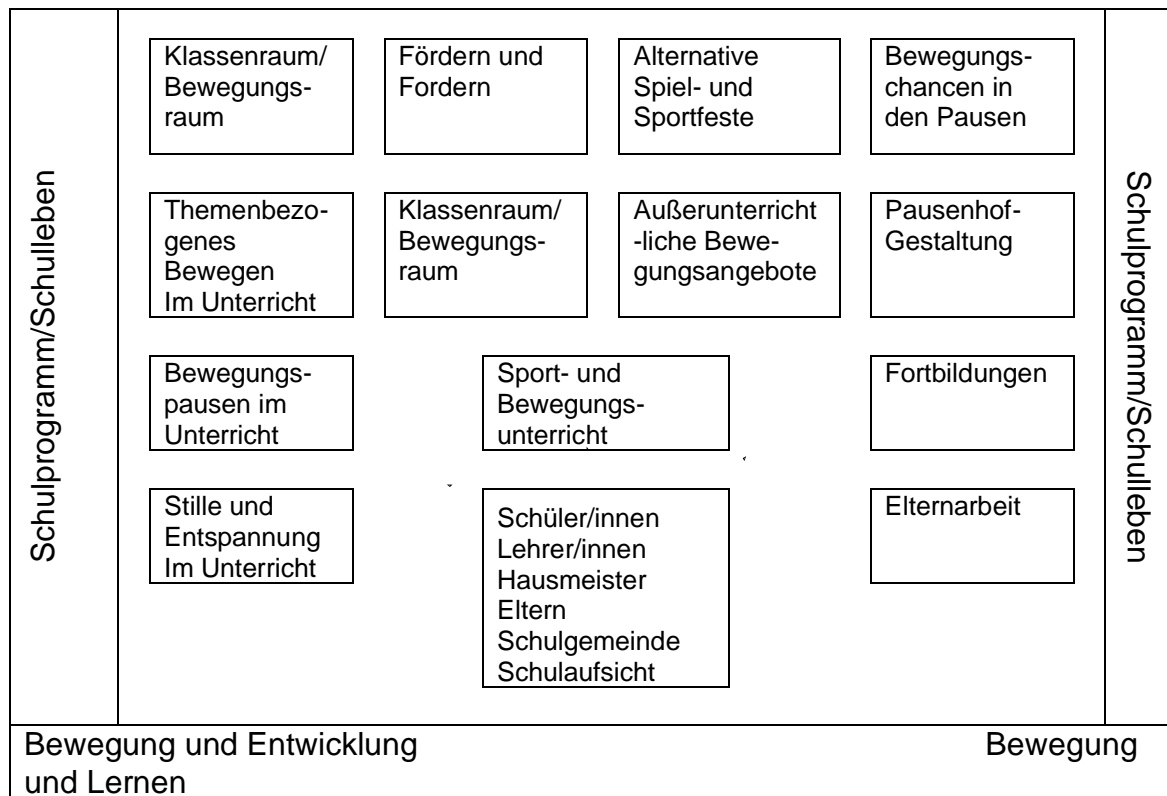 Schulprogramm/Schulleben
Klassenraum/
Bewegungs-
raum
Fördern und
Fordern
Alternative
Spiel- und
Sportfeste
Bewegungs-
chancen in
den Pausen
Themenbezo-
genes
Bewegen
Im Unterricht
Klassenraum/
Bewegungs-
raum
Außerunterricht
-liche Bewe-
gungsangebote
Pausenhof-
Gestaltung
Bewegungs-
pausen im
Unterricht
Sport- und
Bewegungs-
unterricht
Fortbildungen
Stille und
Entspannung
Im Unterricht
Schüler/innen
Lehrer/innen
Hausmeister
Eltern
Schulgemeinde
Schulaufsicht
Elternarbeit
Schulprogramm/Schulleben
Bewegung und Entwicklung
und Lernen
Bewegung